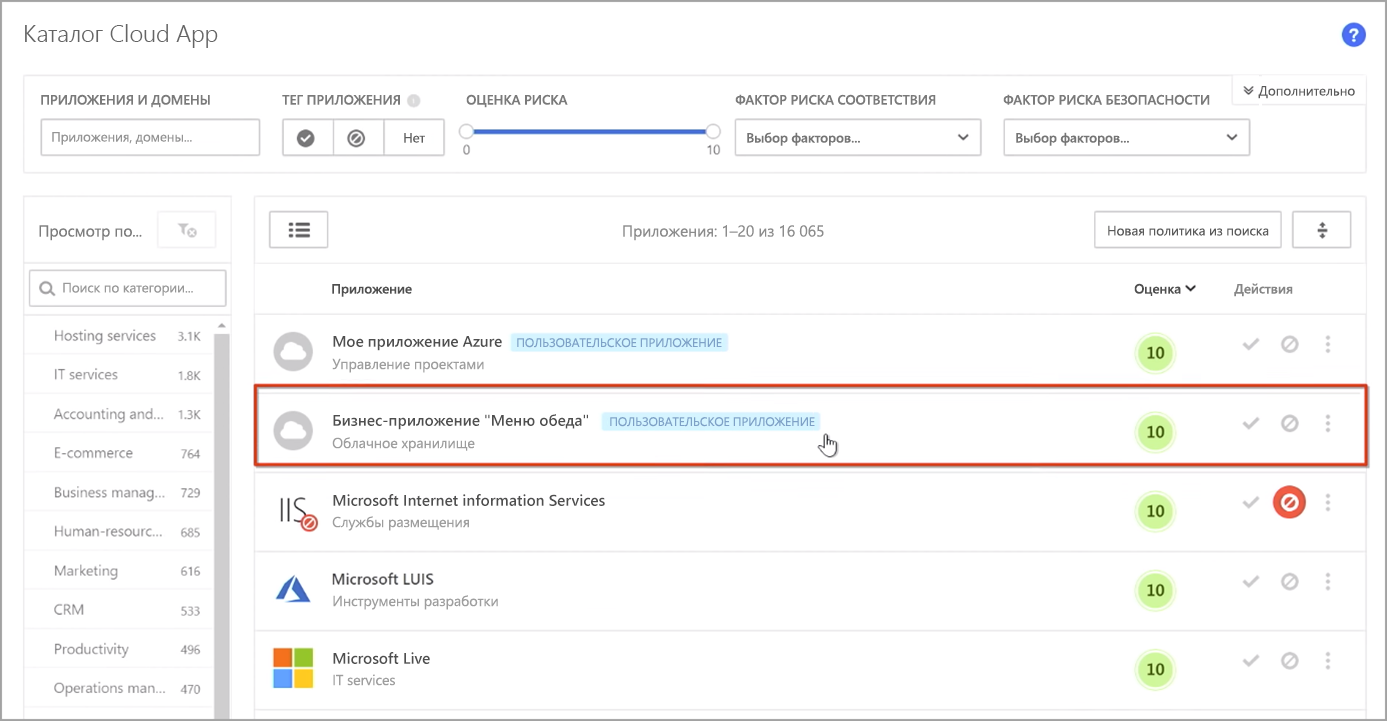 Каталог Cloud App
?
Дополнительно
ПРИЛОЖЕНИЯ И ДОМЕНЫ
ТЕГ ПРИЛОЖЕНИЯ
ОЦЕНКА РИСКА
ФАКТОР РИСКА СООТВЕТСТВИЯ
ФАКТОР РИСКА БЕЗОПАСНОСТИ
Приложения, домены...
Нет
0
10
Выбор факторов...
Выбор факторов...
Просмотр по...
Поиск по категории...
Hosting services 3.1K
IT services 1.8K
Accounting and... 1.3K
E-commerce 764
Business manag... 729
Human-resourc... 685
Marketing 616
CRM 533
Productivity 496
Operations man... 470
Приложения: 1–20 из 16 065
Новая политика из поиска
Приложение
Оценка
Действия
Мое приложение Azure ПОЛЬЗОВАТЕЛЬСКОЕ ПРИЛОЖЕНИЕ
Управление проектами
10
Бизнес-приложение "Меню обеда" ПОЛЬЗОВАТЕЛЬСКОЕ ПРИЛОЖЕНИЕ
Облачное хранилище
10
IIS
Microsoft Internet information Services
Службы размещения
10
Microsoft LUIS
Инструменты разработки
10
Microsoft Live
IT services
10